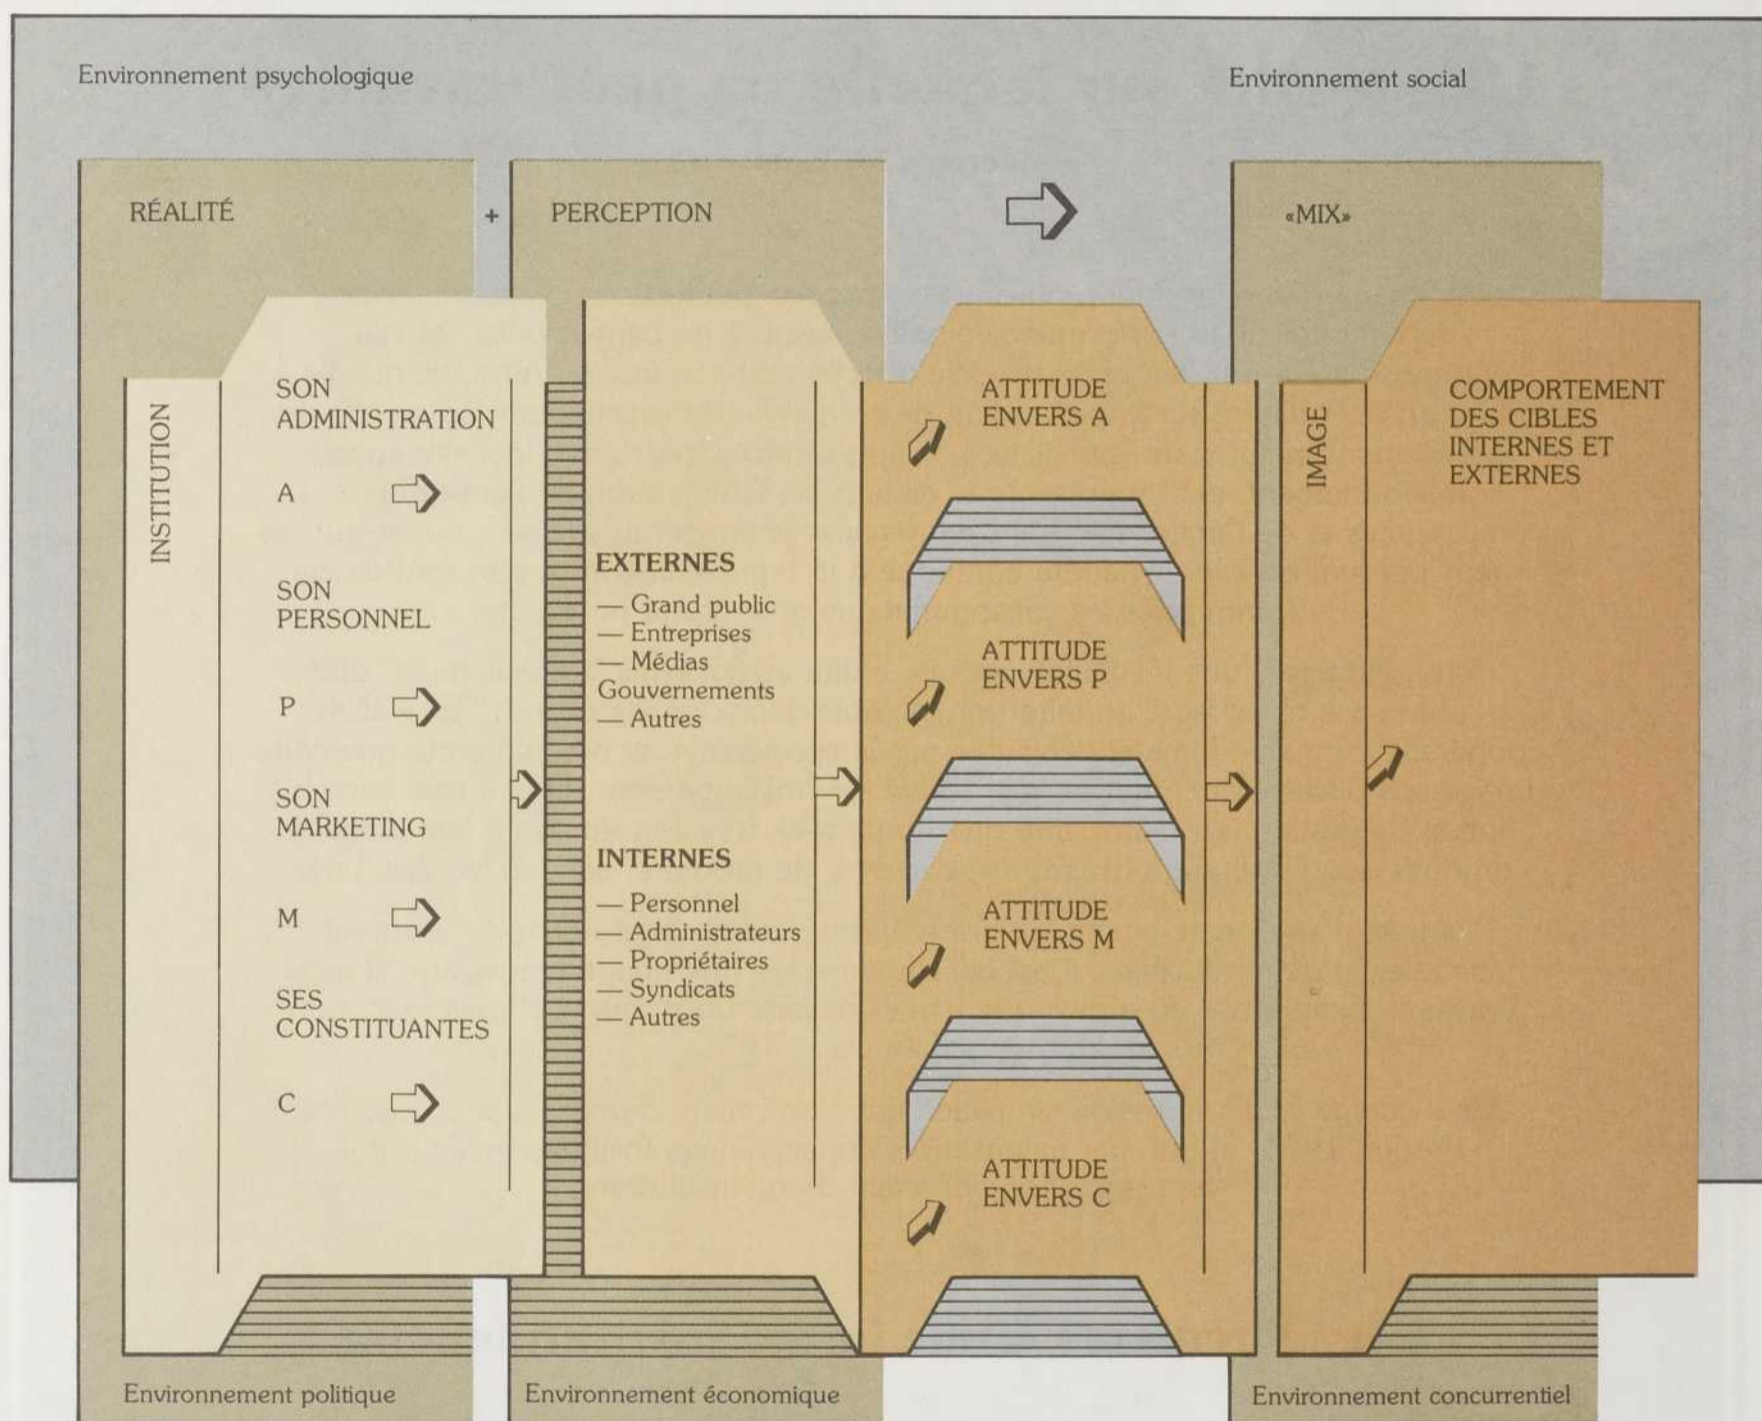 Environnement psychologique
Environnement social
RÉALITÉ
+
PERCEPTION
«MIX»
INSTITUTION
SON
ADMINISTRATION
A
SON
PERSONNEL
P
SON
MARKETING
M
SES
CONSTITUANTES
C
EXTERNES
— Grand public
— Entreprises
— Médias
Gouvernements
— Autres
INTERNES
— Personnel
— Administrateurs
— Propriétaires
— Syndicats
— Autres
ATTITUDE
ENVERS A
ATTITUDE
ENVERS P
ATTITUDE
ENVERS M
ATTITUDE
ENVERS C
IMAGE
COMPORTEMENT
DES CIBLES
INTERNES ET
EXTERNES
Environnement politique
Environnement économique
Environnement concurrentiel